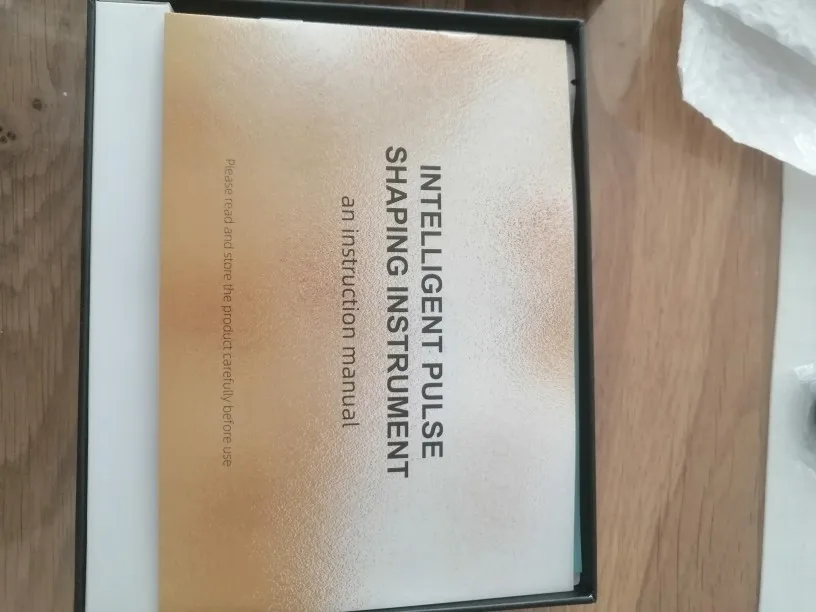 INTELLIGENT PULSE
SHAPING INSTRUMENT
an instruction manual
Please read and store the product carefully before use